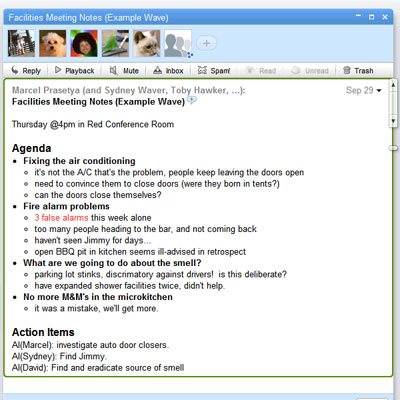 Facilities Meeting Notes (Example Wave)
Reply Playback Mute Inbox Spam! Read Unread Trash
Marcel Prasetya (and Sydney Waver, Toby Hawker, ...): Sep 29
Facilities Meeting Notes (Example Wave)
Thursday @4pm in Red Conference Room
Agenda
Fixing the air conditioning
it's not the A/C that's the problem, people keep leaving the doors open
need to convince them to close doors (were they born in tents?)
can the doors close themselves?
Fire alarm problems
3 false alarms this week alone
too many people heading to the bar, and not coming back
haven't seen Jimmy for days...
open BBQ pit in kitchen seems ill-advised in retrospect
What are we going to do about the smell?
parking lot stinks, discrimatory against drivers! is this deliberate?
have expanded shower facilities twice, didn't help.
No more M&M's in the microkitchen
it was a mistake, we'll get more.
Action Items
AI(Marcel): investigate auto door closers.
AI(Sydney): Find Jimmy.
AI(David): Find and eradicate source of smell